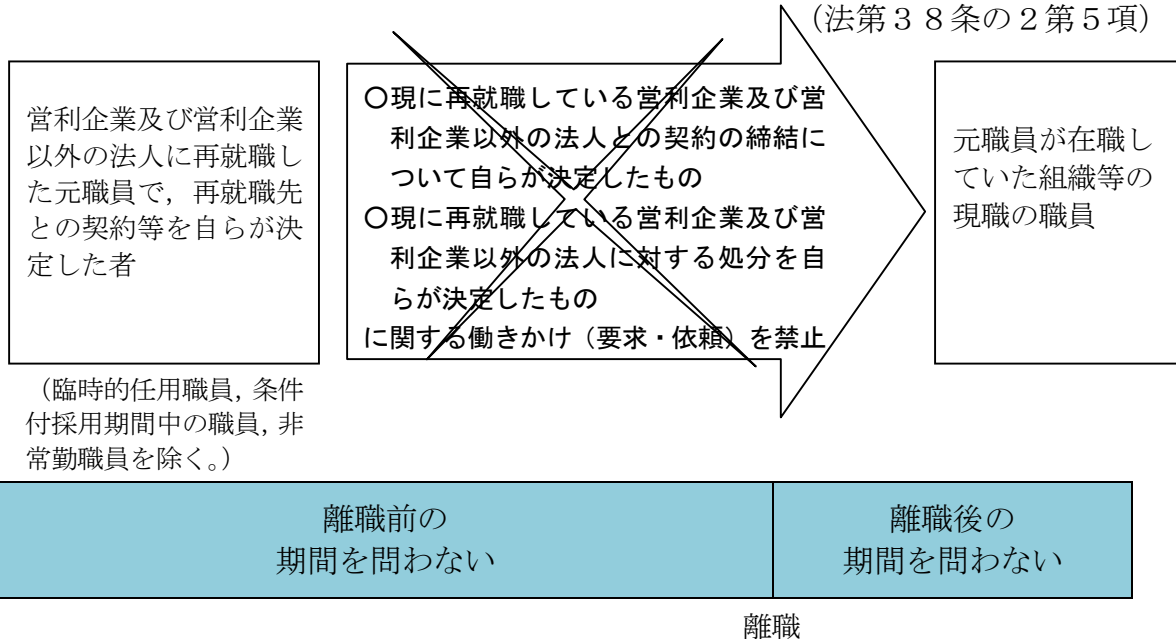 （法第３８条の２第５項）
営利企業及び営利企業
以外の法人に再就職し
た元職員で，再就職先
との契約等を自らが決
定した者
〇現に再就職している営利企業及び営
利企業以外の法人との契約の締結に
ついて自らが決定したもの
〇現に再就職している営利企業及び営
利企業以外の法人に対する処分を自
らが決定したもの
に関する働きかけ（要求・依頼）を禁止
元職員が在職し
ていた組織等の
現職の職員
（臨時的任用職員，条件
付採用期間中の職員，非
常勤職員を除く。）
離職前の
期間を問わない
離職後の
期間を問わない
離職